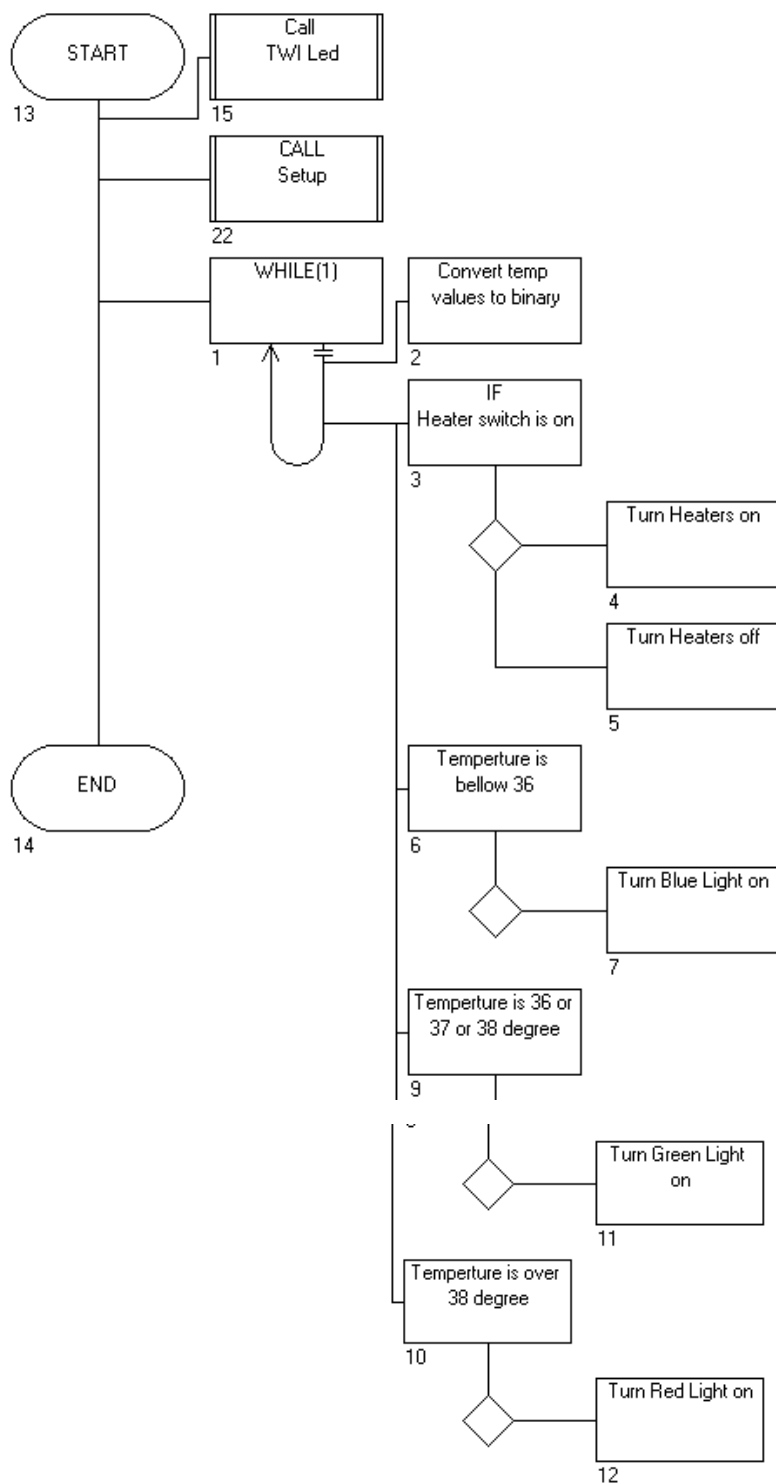 START
13
Call
TWI Led
15
CALL
Setup
22
WHILE(1)
1
Convert temp
values to binary
2
IF
Heater switch is on
3
Turn Heaters on
4
Turn Heaters off
5
END
14
Temperture is
bellow 36
6
Turn Blue Light on
7
Temperture is 36 or
37 or 38 degree
9
Turn Green Light
on
11
Temperture is over
38 degree
10
Turn Red Light on
12